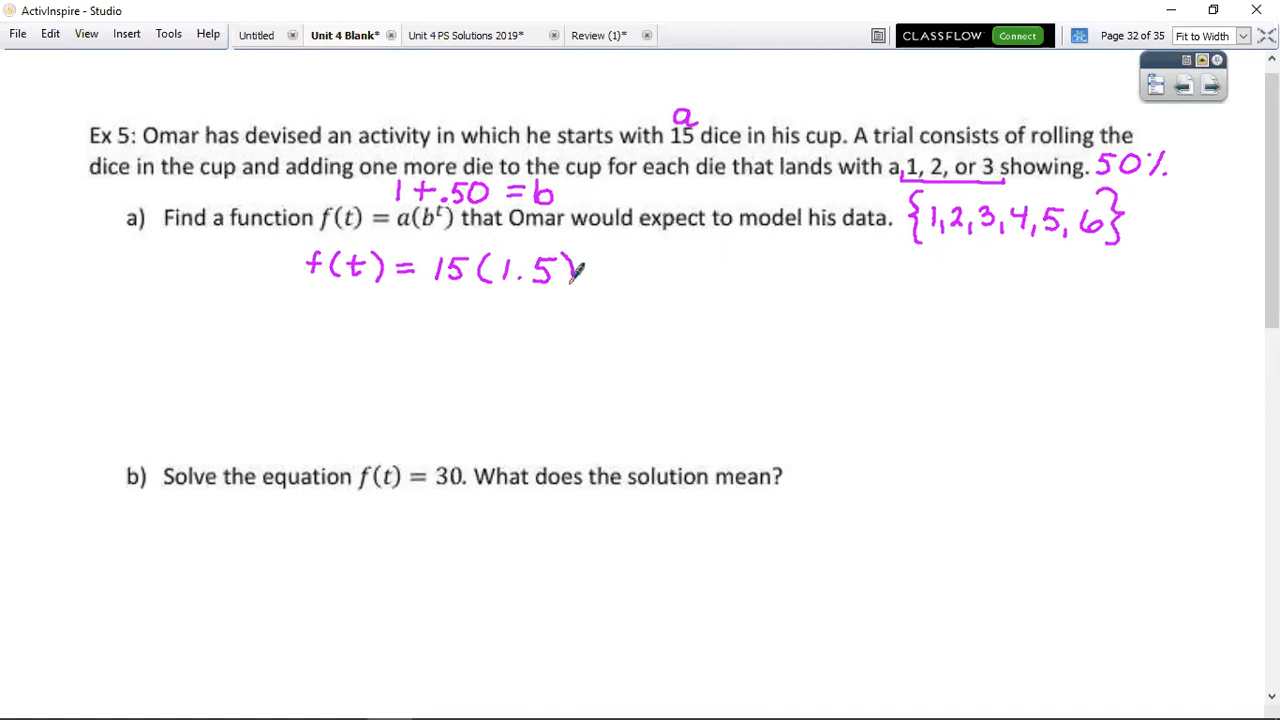 ActivInspire - Studio
File Edit View Insert Tools Help Untitled Unit 4 Blank* Unit 4 PS Solutions 2019* Review (1)* CLASSFLOW Connect Page 32 of 35 Fit to Width
a
Ex 5: Omar has devised an activity in which he starts with 15 dice in his cup. A trial consists of rolling the
dice in the cup and adding one more die to the cup for each die that lands with a 1, 2, or 3 showing. 50%
1 + .50 = b
a) Find a function f(t) = a(b^t) that Omar would expect to model his data. {1,2,3,4,5,6}
f(t) = 15(1.5)
b) Solve the equation f(t) = 30. What does the solution mean?